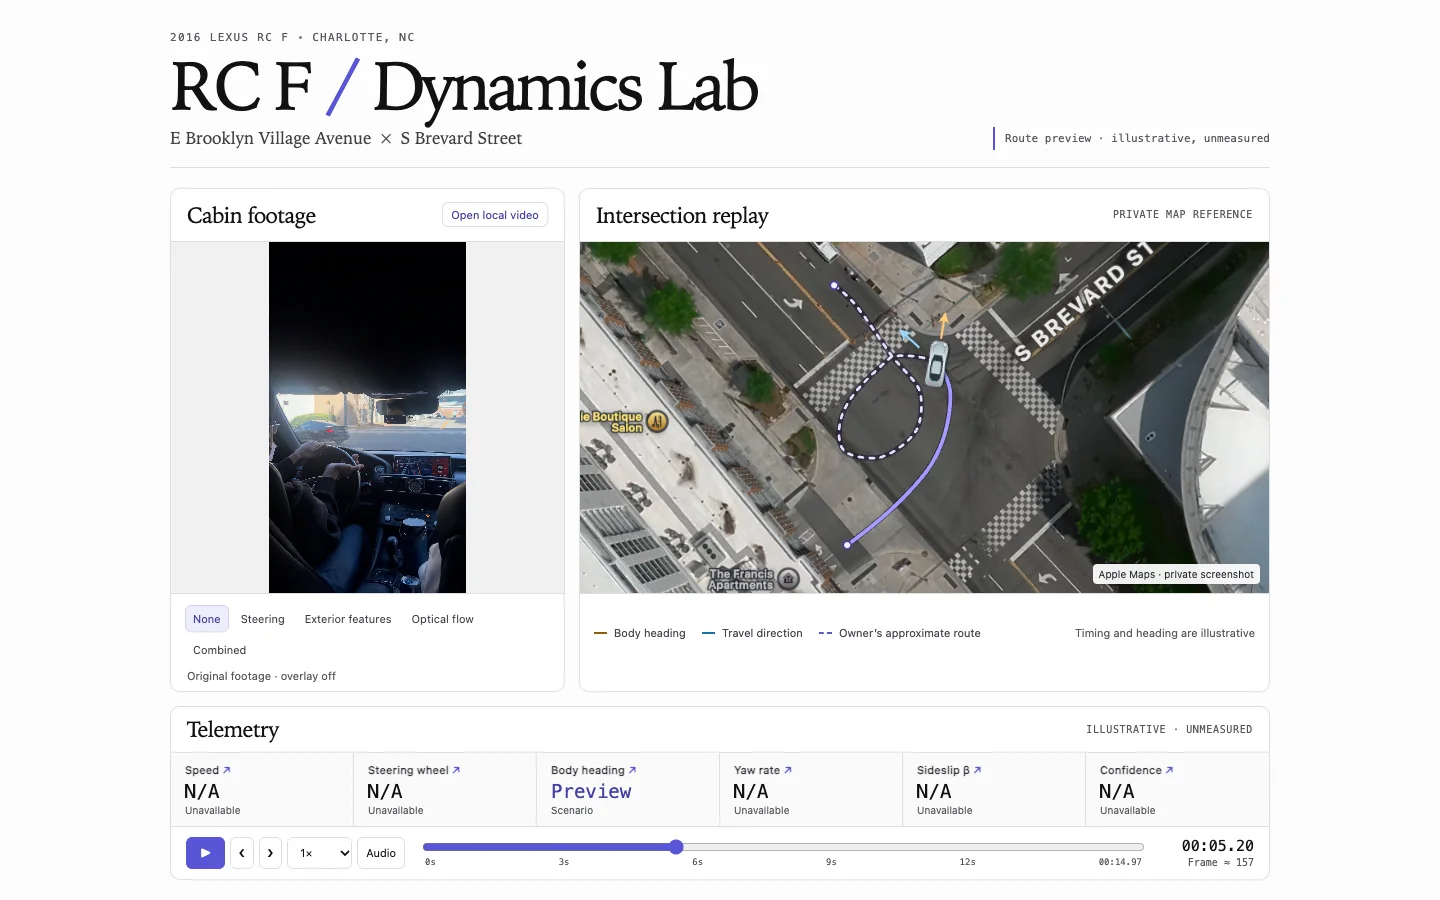 2016 LEXUS RC F • CHARLOTTE, NC
RC F / Dynamics Lab
E Brooklyn Village Avenue × S Brevard Street
Route preview · illustrative, unmeasured
Cabin footage
Open local video
Intersection replay
PRIVATE MAP REFERENCE
S BREVARD ST
le Boutique
Salon
The Francis
Apartments
Apple Maps · private screenshot
None
Steering
Exterior features
Optical flow
Combined
Original footage · overlay off
Body heading
Travel direction
Owner's approximate route
Timing and heading are illustrative
Telemetry
ILLUSTRATIVE · UNMEASURED
Speed ↗
N/A
Unavailable
Steering wheel ↗
N/A
Unavailable
Body heading ↗
Preview
Scenario
Yaw rate ↗
N/A
Unavailable
Sideslip β ↗
N/A
Unavailable
Confidence ↗
N/A
Unavailable
1×
Audio
0s
3s
6s
9s
12s
00:14.97
00:05.20
Frame ≈ 157